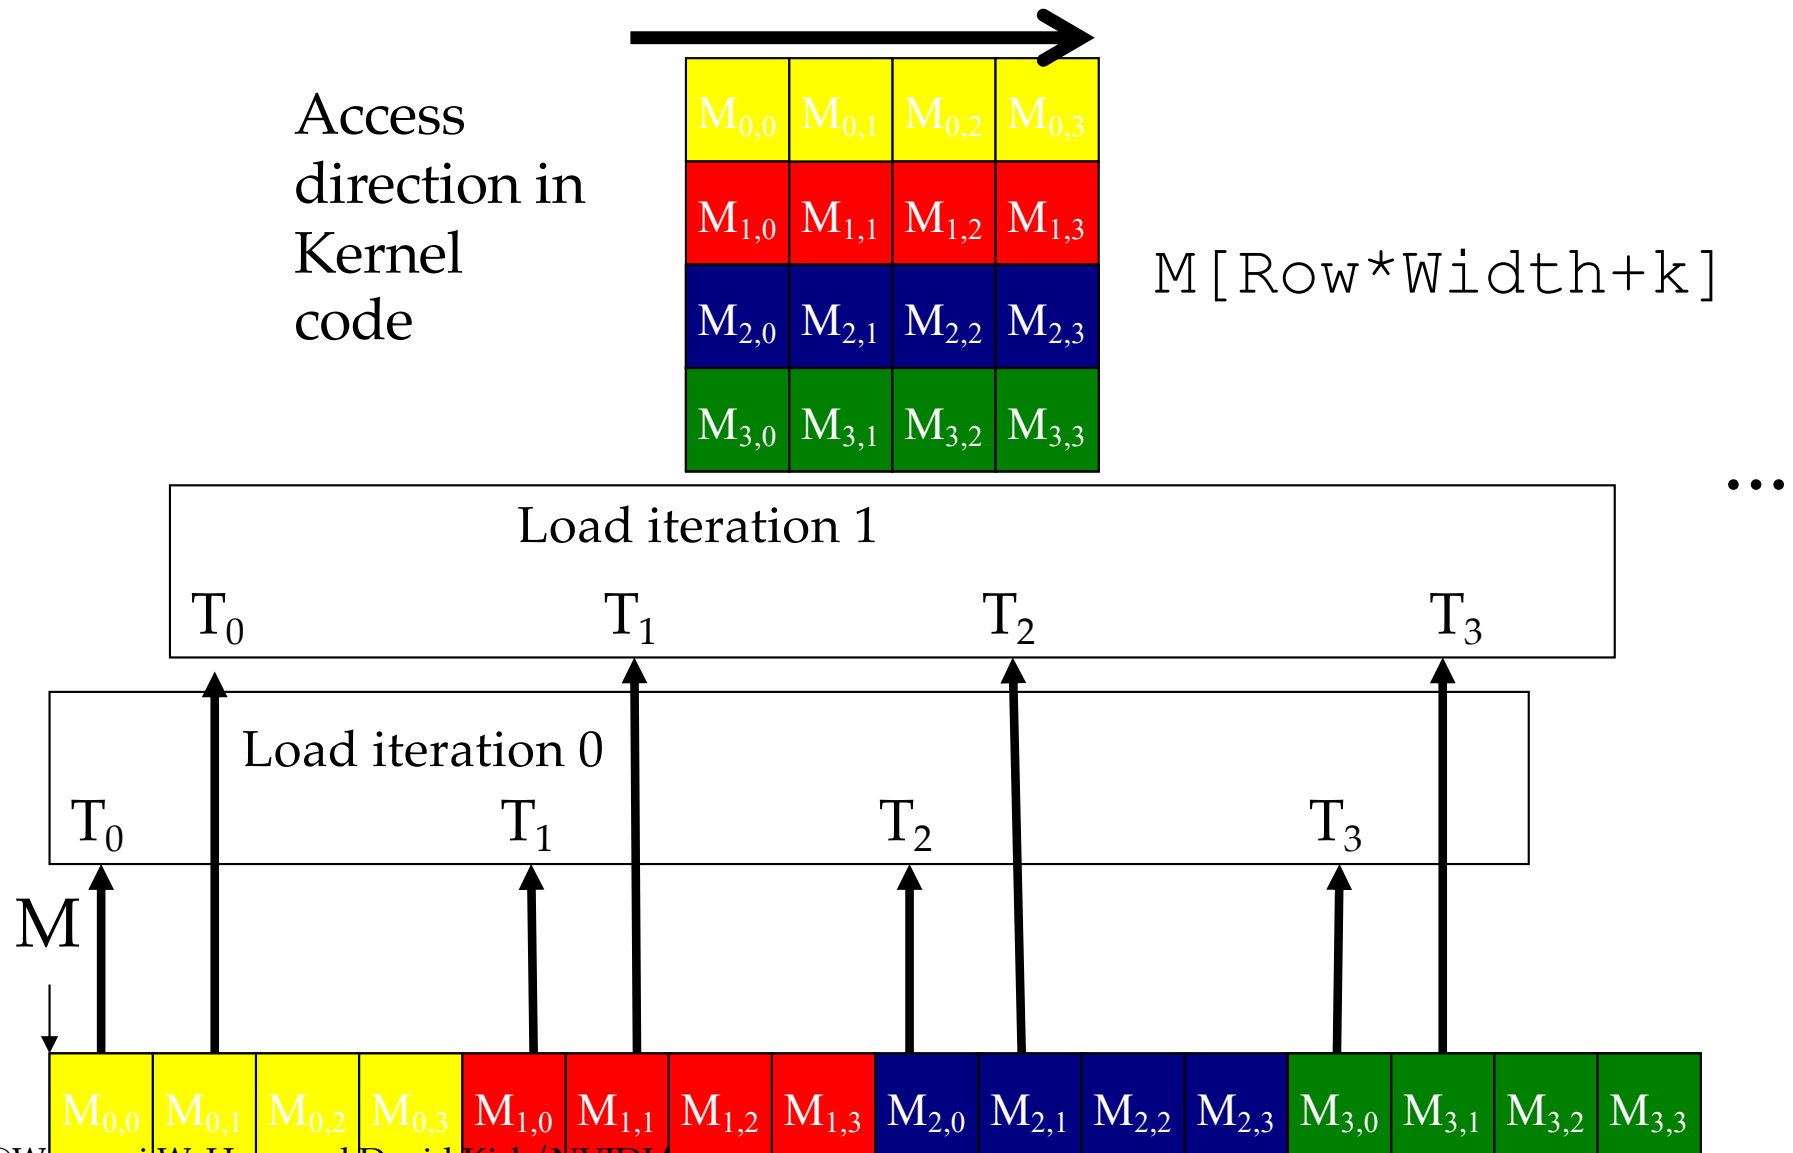 Access
direction in
Kernel
code
M0,0 M0,1 M0,2 M0,3
M1,0 M1,1 M1,2 M1,3
M2,0 M2,1 M2,2 M2,3
M3,0 M3,1 M3,2 M3,3
M[Row*Width+k]
...
Load iteration 1
T0 T1 T2 T3
Load iteration 0
T0 T1 T2 T3
M
M0,0 M0,1 M0,2 M0,3 M1,0 M1,1 M1,2 M1,3 M2,0 M2,1 M2,2 M2,3 M3,0 M3,1 M3,2 M3,3